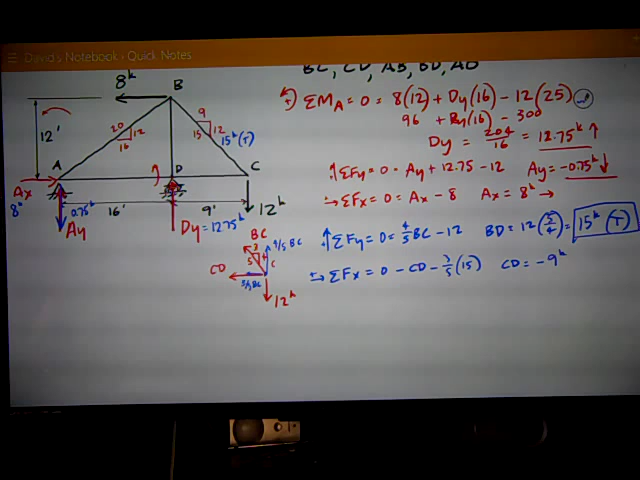 David's Notebook - Quick Notes
BC, CD, AB, BD, AD
8ᵏ
B
ΣM_A = 0 = 8(12) + Dy(16) - 12(25)
96 + Dy(16) - 300
Dy = 204/16 = 12.75ᵏ ↑
9
12
15
15ᵏ(T)
20
12
16
12'
A
D
C
Ax
8ᵏ
0.75ᵏ
16'
9'
12ᵏ
Ay
Dy = 12.75ᵏ
↑ΣFy = 0 = Ay + 12.75 - 12 Ay = -0.75ᵏ ↓
→ΣFx = 0 = Ax - 8 Ax = 8ᵏ →
↑ΣFy = 0 = 4/5 BC - 12 BD = 12(5/4) = 15ᵏ (T)
→ΣFx = 0 - CD - 3/5(15) CD = -9ᵏ
BC
3
4
5
4/5 BC
CD
C
3/5 BC
12ᵏ